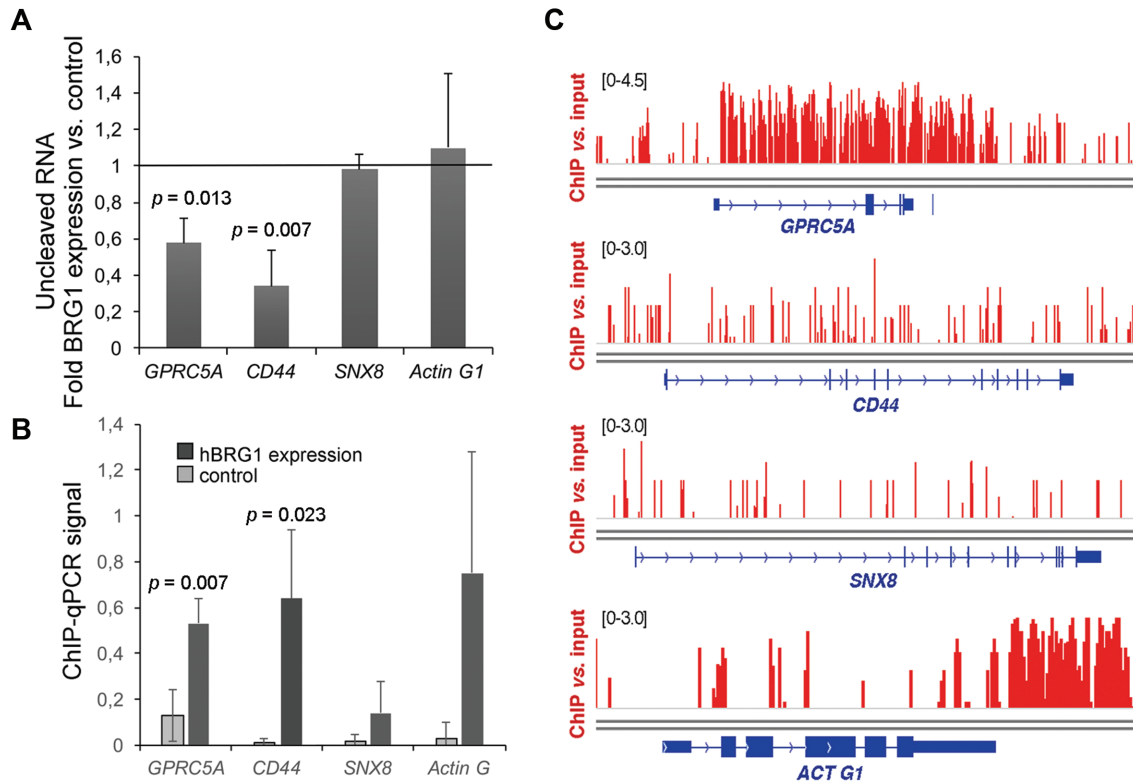 A
Uncleaved RNA
Fold BRG1 expression vs. control
1,6
1,4
1,2
1
0,8
0,6
0,4
0,2
0
p = 0.013
p = 0.007
GPRC5A
CD44
SNX8
Actin G1
B
ChIP-qPCR signal
1,4
1,2
1
0,8
0,6
0,4
0,2
0
hBRG1 expression
control
p = 0.007
p = 0.023
GPRC5A
CD44
SNX8
Actin G
C
ChIP vs. input
[0-4.5]
GPRC5A
ChIP vs. input
[0-3.0]
CD44
ChIP vs. input
[0-3.0]
SNX8
ChIP vs. input
[0-3.0]
ACT G1